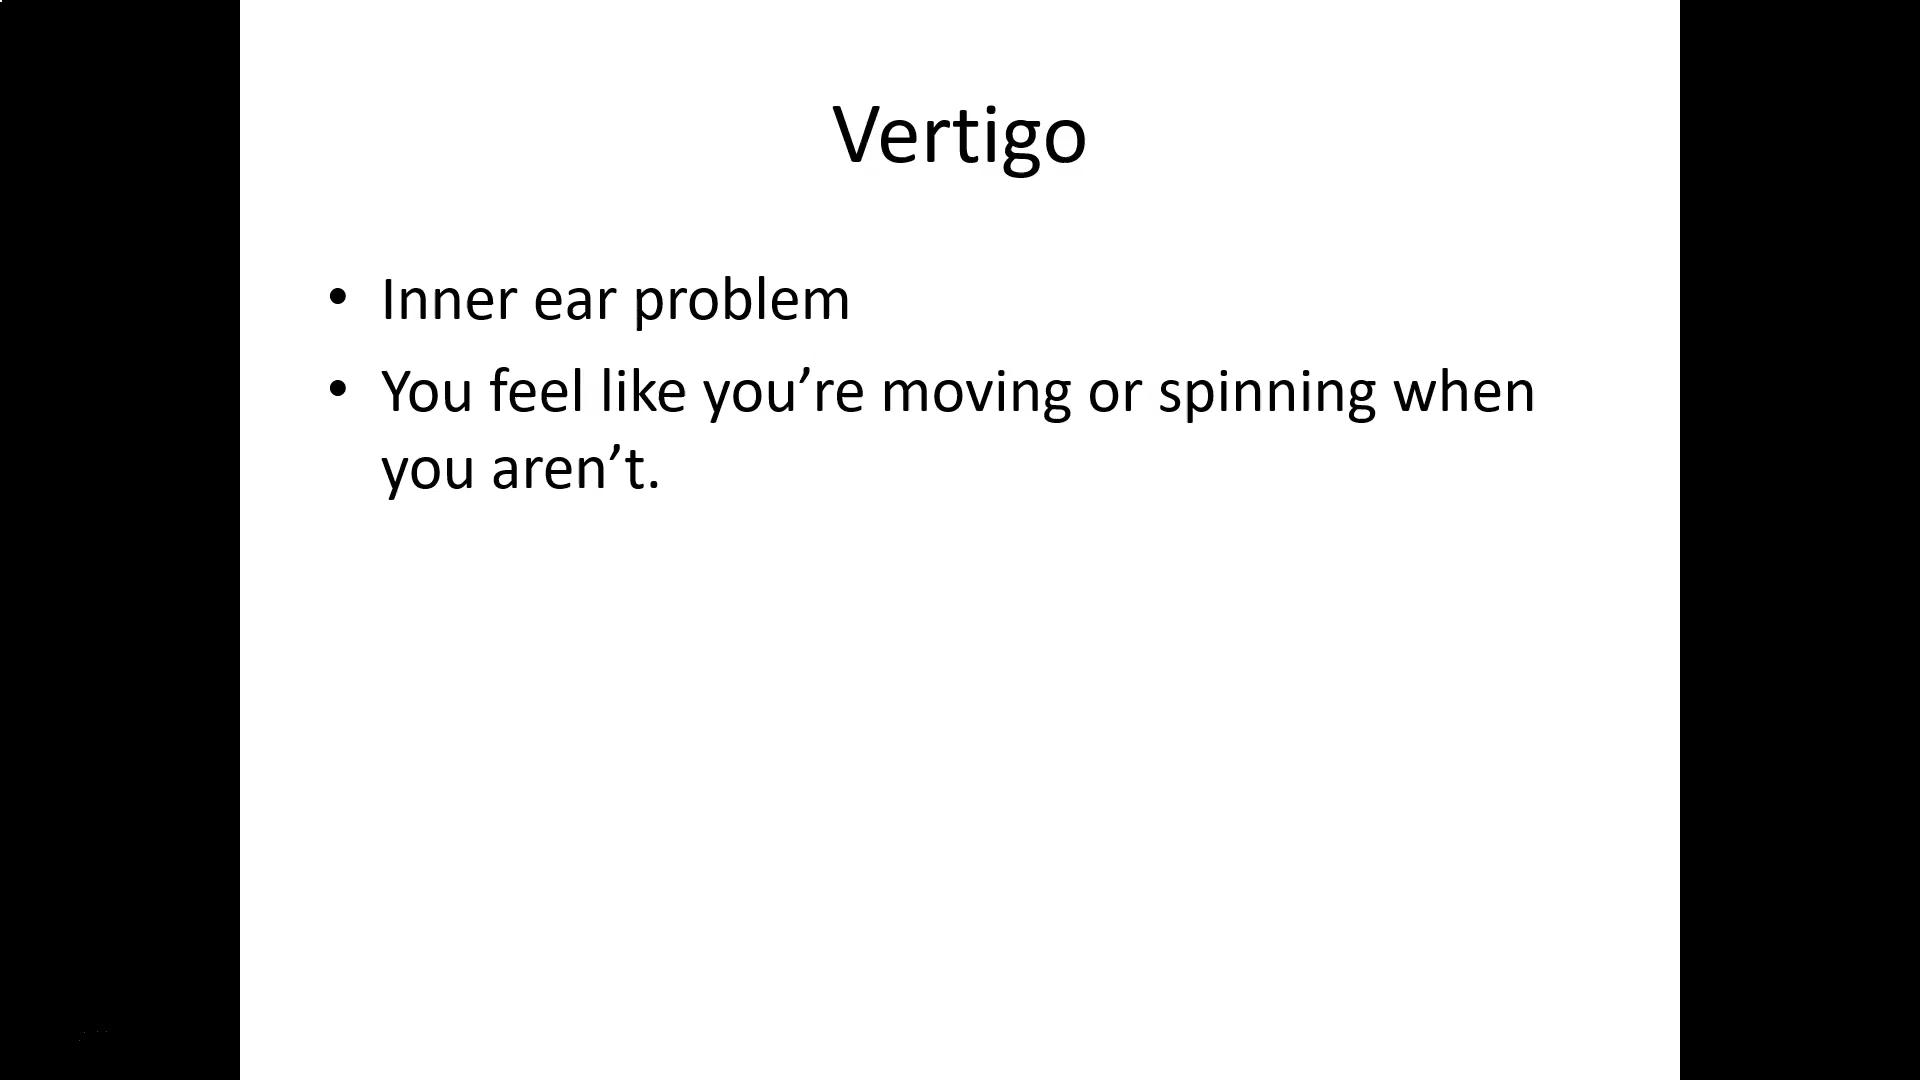 Vertigo
• Inner ear problem
• You feel like you’re moving or spinning when
you aren’t.